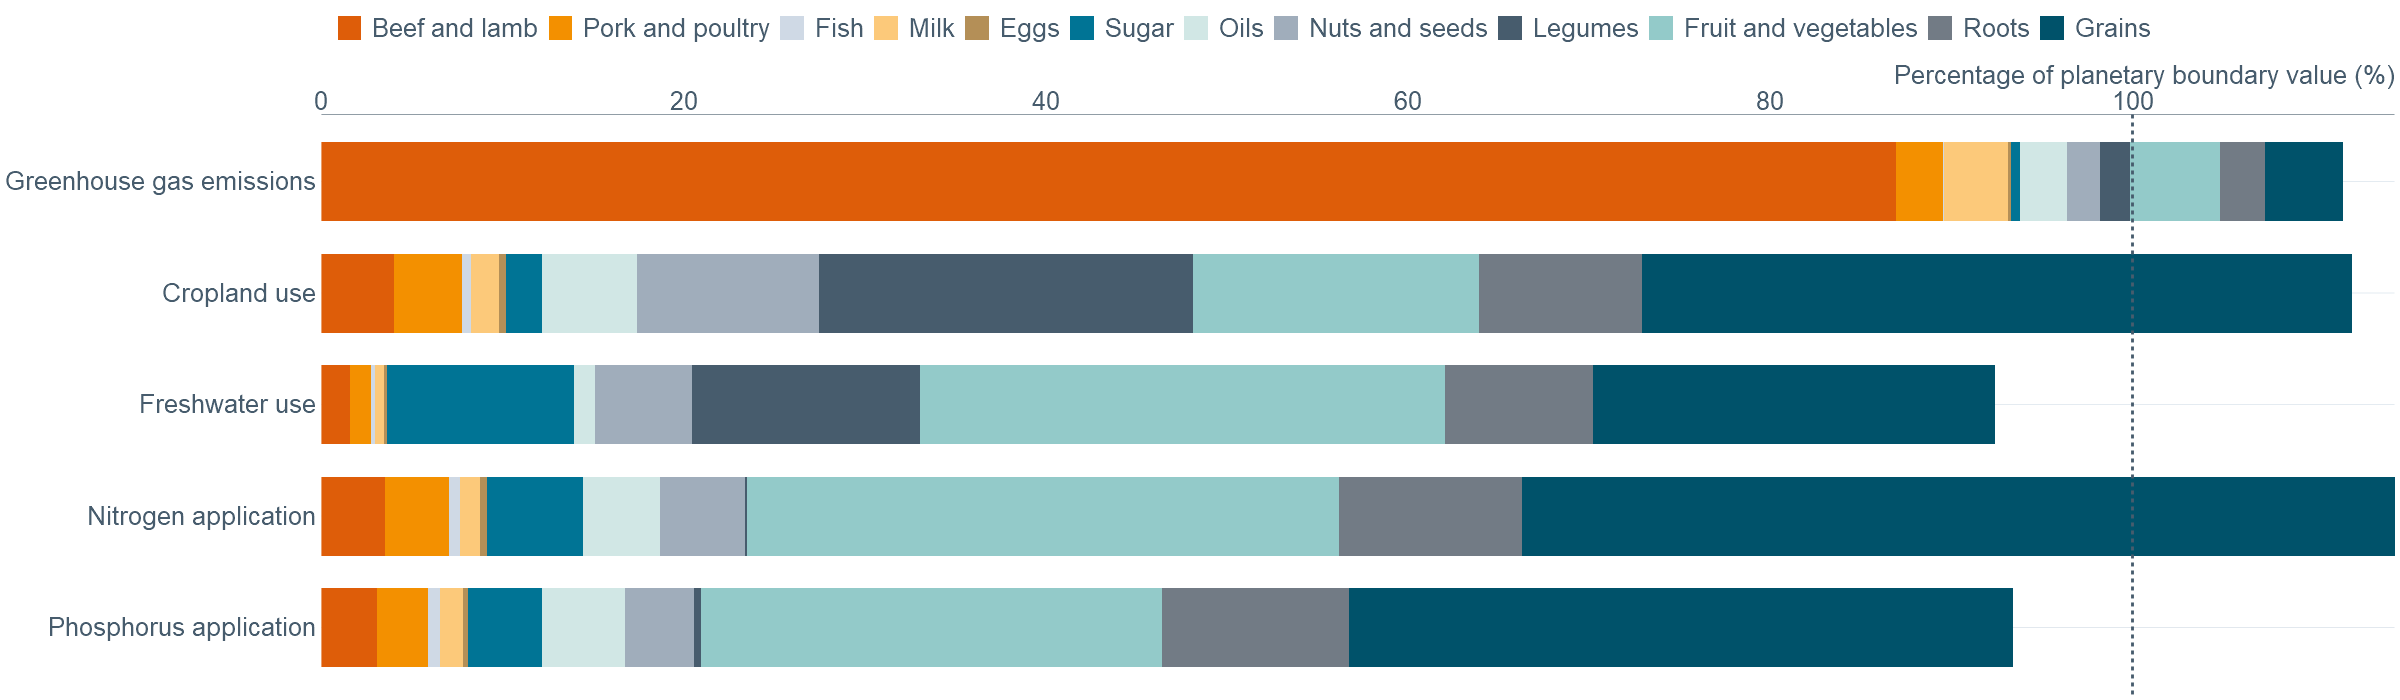 Beef and lamb Pork and poultry Fish Milk Eggs Sugar Oils Nuts and seeds Legumes Fruit and vegetables Roots Grains
Percentage of planetary boundary value (%)
0 20 40 60 80 100
Greenhouse gas emissions
Cropland use
Freshwater use
Nitrogen application
Phosphorus application